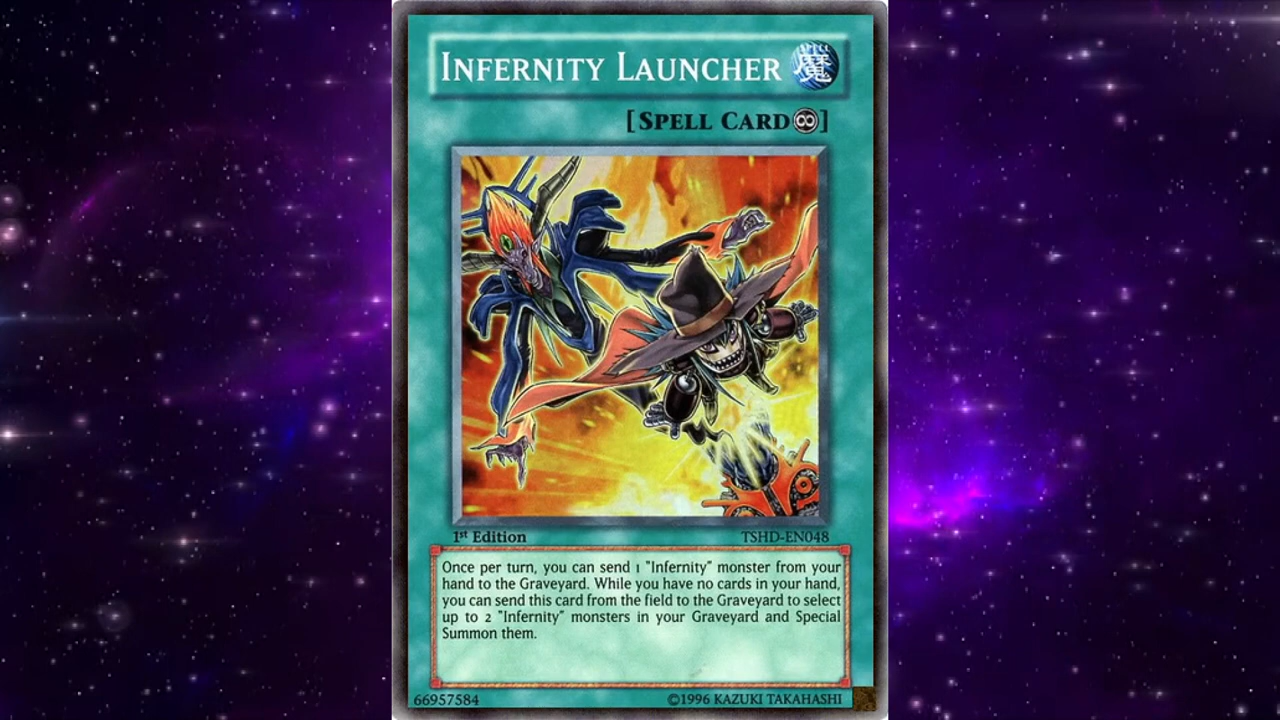 INFERNITY LAUNCHER 魔
[SPELL CARD]
1st Edition
TSHD-EN048
Once per turn, you can send 1 "Infernity" monster from your
hand to the Graveyard. While you have no cards in your hand,
you can send this card from the field to the Graveyard to select
up to 2 "Infernity" monsters in your Graveyard and Special
Summon them.
66957584
©1996 KAZUKI TAKAHASHI